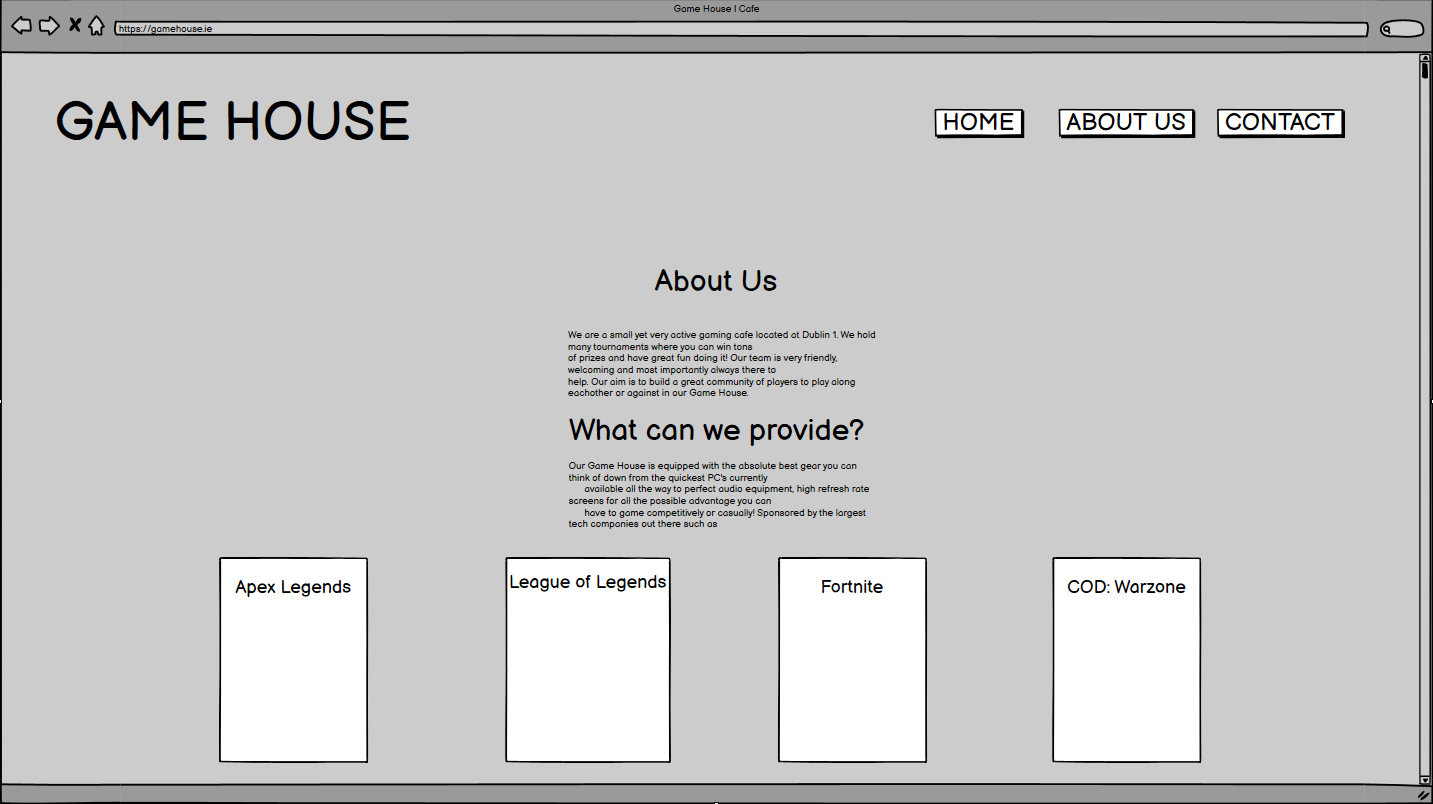 Game House | Cafe
https://gamehouse.ie
GAME HOUSE
HOME
ABOUT US
CONTACT
About Us
We are a small yet very active gaming cafe located at Dublin 1. We hold
many tournaments where you can win tons
of prizes and have great fun doing it! Our team is very friendly,
welcoming and most importantly always there to
help. Our aim is to build a great community of players to play along
eachother or against in our Game House.
What can we provide?
Our Game House is equipped with the absolute best gear you can
think of down from the quickest PC's currently
available all the way to perfect audio equipment, high refresh rate
screens for all the possible advantage you can
have to game competitively or casually! Sponsored by the largest
tech companies out there such as
Apex Legends
League of Legends
Fortnite
COD: Warzone